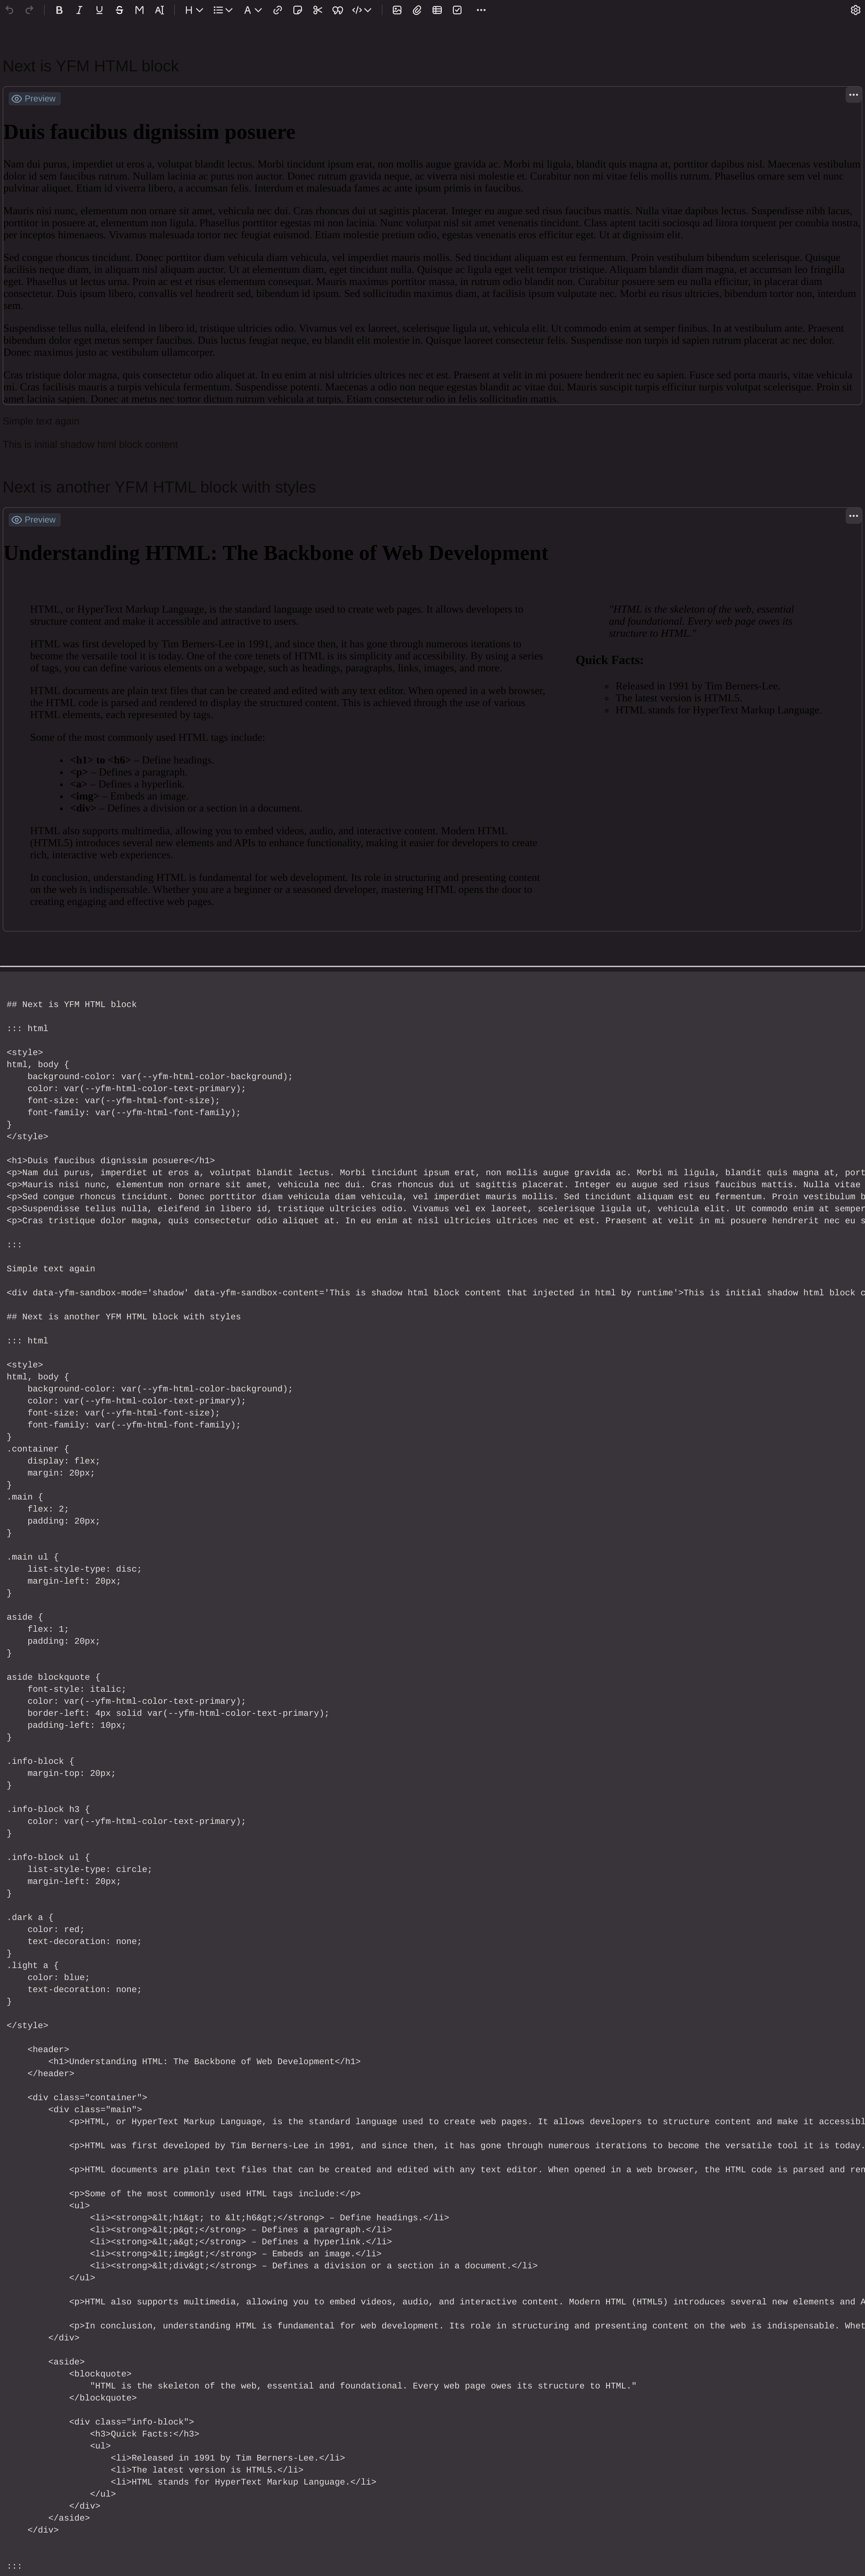 B I U S M A H A
Next is YFM HTML block
Preview
Duis faucibus dignissim posuere
Nam dui purus, imperdiet ut eros a, volutpat blandit lectus. Morbi tincidunt ipsum erat, non mollis augue gravida ac. Morbi mi ligula, blandit quis magna at, porttitor dapibus nisl. Maecenas vestibulum
dolor id sem faucibus rutrum. Nullam lacinia ac purus non auctor. Donec rutrum gravida neque, ac viverra nisi molestie et. Curabitur non mi vitae felis mollis rutrum. Phasellus ornare sem vel nunc
pulvinar aliquet. Etiam id viverra libero, a accumsan felis. Interdum et malesuada fames ac ante ipsum primis in faucibus.
Mauris nisi nunc, elementum non ornare sit amet, vehicula nec dui. Cras rhoncus dui ut sagittis placerat. Integer eu augue sed risus faucibus mattis. Nulla vitae dapibus lectus. Suspendisse nibh lacus,
porttitor in posuere at, elementum non ligula. Phasellus porttitor egestas mi non lacinia. Nunc volutpat nisl sit amet venenatis tincidunt. Class aptent taciti sociosqu ad litora torquent per conubia nostra,
per inceptos himenaeos. Vivamus malesuada tortor nec feugiat euismod. Etiam molestie pretium odio, egestas venenatis eros efficitur eget. Ut at dignissim elit.
Sed congue rhoncus tincidunt. Donec porttitor diam vehicula diam vehicula, vel imperdiet mauris mollis. Sed tincidunt aliquam est eu fermentum. Proin vestibulum bibendum scelerisque. Quisque
facilisis neque diam, in aliquam nisl aliquam auctor. Ut at elementum diam, eget tincidunt nulla. Quisque ac ligula eget velit tempor tristique. Aliquam blandit diam magna, et accumsan leo fringilla
eget. Phasellus ut lectus urna. Proin ac est et risus elementum consequat. Mauris maximus porttitor massa, in rutrum odio blandit non. Curabitur posuere sem eu nulla efficitur, in placerat diam
consectetur. Duis ipsum libero, convallis vel hendrerit sed, bibendum id ipsum. Sed sollicitudin maximus diam, at facilisis ipsum vulputate nec. Morbi eu risus ultricies, bibendum tortor non, interdum
sem.
Suspendisse tellus nulla, eleifend in libero id, tristique ultricies odio. Vivamus vel ex laoreet, scelerisque ligula ut, vehicula elit. Ut commodo enim at semper finibus. In at vestibulum ante. Praesent
bibendum dolor eget metus semper faucibus. Duis luctus feugiat neque, eu blandit elit molestie in. Quisque laoreet consectetur felis. Suspendisse non turpis id sapien rutrum placerat ac nec dolor.
Donec maximus justo ac vestibulum ullamcorper.
Cras tristique dolor magna, quis consectetur odio aliquet at. In eu enim at nisl ultricies ultrices nec et est. Praesent at velit in mi posuere hendrerit nec eu sapien. Fusce sed porta mauris, vitae vehicula
mi. Cras facilisis mauris a turpis vehicula fermentum. Suspendisse potenti. Maecenas a odio non neque egestas blandit ac vitae dui. Mauris suscipit turpis efficitur turpis volutpat scelerisque. Proin sit
amet lacinia sapien. Donec at metus nec tortor dictum rutrum vehicula at turpis. Etiam consectetur odio in felis sollicitudin mattis.
Simple text again
This is initial shadow html block content
Next is another YFM HTML block with styles
Preview
Understanding HTML: The Backbone of Web Development
HTML, or HyperText Markup Language, is the standard language used to create web pages. It allows developers to
structure content and make it accessible and attractive to users.
HTML was first developed by Tim Berners-Lee in 1991, and since then, it has gone through numerous iterations to
become the versatile tool it is today. One of the core tenets of HTML is its simplicity and accessibility. By using a series
of tags, you can define various elements on a webpage, such as headings, paragraphs, links, images, and more.
HTML documents are plain text files that can be created and edited with any text editor. When opened in a web browser,
the HTML code is parsed and rendered to display the structured content. This is achieved through the use of various
HTML elements, each represented by tags.
Some of the most commonly used HTML tags include:
<h1> to <h6> – Define headings.
<p> – Defines a paragraph.
<a> – Defines a hyperlink.
<img> – Embeds an image.
<div> – Defines a division or a section in a document.
HTML also supports multimedia, allowing you to embed videos, audio, and interactive content. Modern HTML
(HTML5) introduces several new elements and APIs to enhance functionality, making it easier for developers to create
rich, interactive web experiences.
In conclusion, understanding HTML is fundamental for web development. Its role in structuring and presenting content
on the web is indispensable. Whether you are a beginner or a seasoned developer, mastering HTML opens the door to
creating engaging and effective web pages.
"HTML is the skeleton of the web, essential
and foundational. Every web page owes its
structure to HTML."
Quick Facts:
Released in 1991 by Tim Berners-Lee.
The latest version is HTML5.
HTML stands for HyperText Markup Language.
## Next is YFM HTML block
::: html
<style>
html, body {
background-color: var(--yfm-html-color-background);
color: var(--yfm-html-color-text-primary);
font-size: var(--yfm-html-font-size);
font-family: var(--yfm-html-font-family);
}
</style>
<h1>Duis faucibus dignissim posuere</h1>
<p>Nam dui purus, imperdiet ut eros a, volutpat blandit lectus. Morbi tincidunt ipsum erat, non mollis augue gravida ac. Morbi mi ligula, blandit quis magna at, port
<p>Mauris nisi nunc, elementum non ornare sit amet, vehicula nec dui. Cras rhoncus dui ut sagittis placerat. Integer eu augue sed risus faucibus mattis. Nulla vitae
<p>Sed congue rhoncus tincidunt. Donec porttitor diam vehicula diam vehicula, vel imperdiet mauris mollis. Sed tincidunt aliquam est eu fermentum. Proin vestibulum b
<p>Suspendisse tellus nulla, eleifend in libero id, tristique ultricies odio. Vivamus vel ex laoreet, scelerisque ligula ut, vehicula elit. Ut commodo enim at semper
<p>Cras tristique dolor magna, quis consectetur odio aliquet at. In eu enim at nisl ultricies ultrices nec et est. Praesent at velit in mi posuere hendrerit nec eu s
:::
Simple text again
<div data-yfm-sandbox-mode='shadow' data-yfm-sandbox-content='This is shadow html block content that injected in html by runtime'>This is initial shadow html block c
## Next is another YFM HTML block with styles
::: html
<style>
html, body {
background-color: var(--yfm-html-color-background);
color: var(--yfm-html-color-text-primary);
font-size: var(--yfm-html-font-size);
font-family: var(--yfm-html-font-family);
}
.container {
display: flex;
margin: 20px;
}
.main {
flex: 2;
padding: 20px;
}
.main ul {
list-style-type: disc;
margin-left: 20px;
}
aside {
flex: 1;
padding: 20px;
}
aside blockquote {
font-style: italic;
color: var(--yfm-html-color-text-primary);
border-left: 4px solid var(--yfm-html-color-text-primary);
padding-left: 10px;
}
.info-block {
margin-top: 20px;
}
.info-block h3 {
color: var(--yfm-html-color-text-primary);
}
.info-block ul {
list-style-type: circle;
margin-left: 20px;
}
.dark a {
color: red;
text-decoration: none;
}
.light a {
color: blue;
text-decoration: none;
}
</style>
<header>
<h1>Understanding HTML: The Backbone of Web Development</h1>
</header>
<div class="container">
<div class="main">
<p>HTML, or HyperText Markup Language, is the standard language used to create web pages. It allows developers to structure content and make it accessibl
<p>HTML was first developed by Tim Berners-Lee in 1991, and since then, it has gone through numerous iterations to become the versatile tool it is today.
<p>HTML documents are plain text files that can be created and edited with any text editor. When opened in a web browser, the HTML code is parsed and ren
<p>Some of the most commonly used HTML tags include:</p>
<ul>
<li><strong>&lt;h1&gt; to &lt;h6&gt;</strong> – Define headings.</li>
<li><strong>&lt;p&gt;</strong> – Defines a paragraph.</li>
<li><strong>&lt;a&gt;</strong> – Defines a hyperlink.</li>
<li><strong>&lt;img&gt;</strong> – Embeds an image.</li>
<li><strong>&lt;div&gt;</strong> – Defines a division or a section in a document.</li>
</ul>
<p>HTML also supports multimedia, allowing you to embed videos, audio, and interactive content. Modern HTML (HTML5) introduces several new elements and A
<p>In conclusion, understanding HTML is fundamental for web development. Its role in structuring and presenting content on the web is indispensable. Whet
</div>
<aside>
<blockquote>
"HTML is the skeleton of the web, essential and foundational. Every web page owes its structure to HTML."
</blockquote>
<div class="info-block">
<h3>Quick Facts:</h3>
<ul>
<li>Released in 1991 by Tim Berners-Lee.</li>
<li>The latest version is HTML5.</li>
<li>HTML stands for HyperText Markup Language.</li>
</ul>
</div>
</aside>
</div>
:::